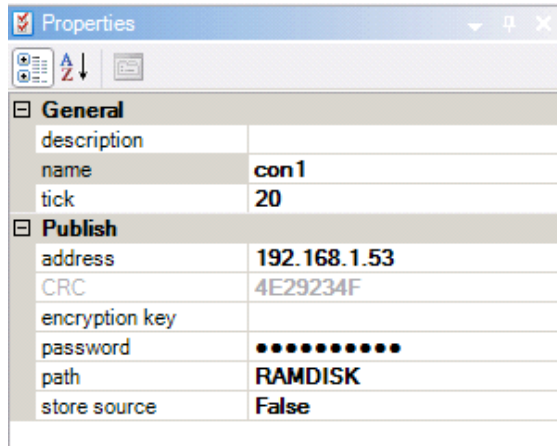 Properties
General
description
name con1
tick 20
Publish
address 192.168.1.53
CRC 4E29234F
encryption key
password ●●●●●●●●●●
path RAMDISK
store source False